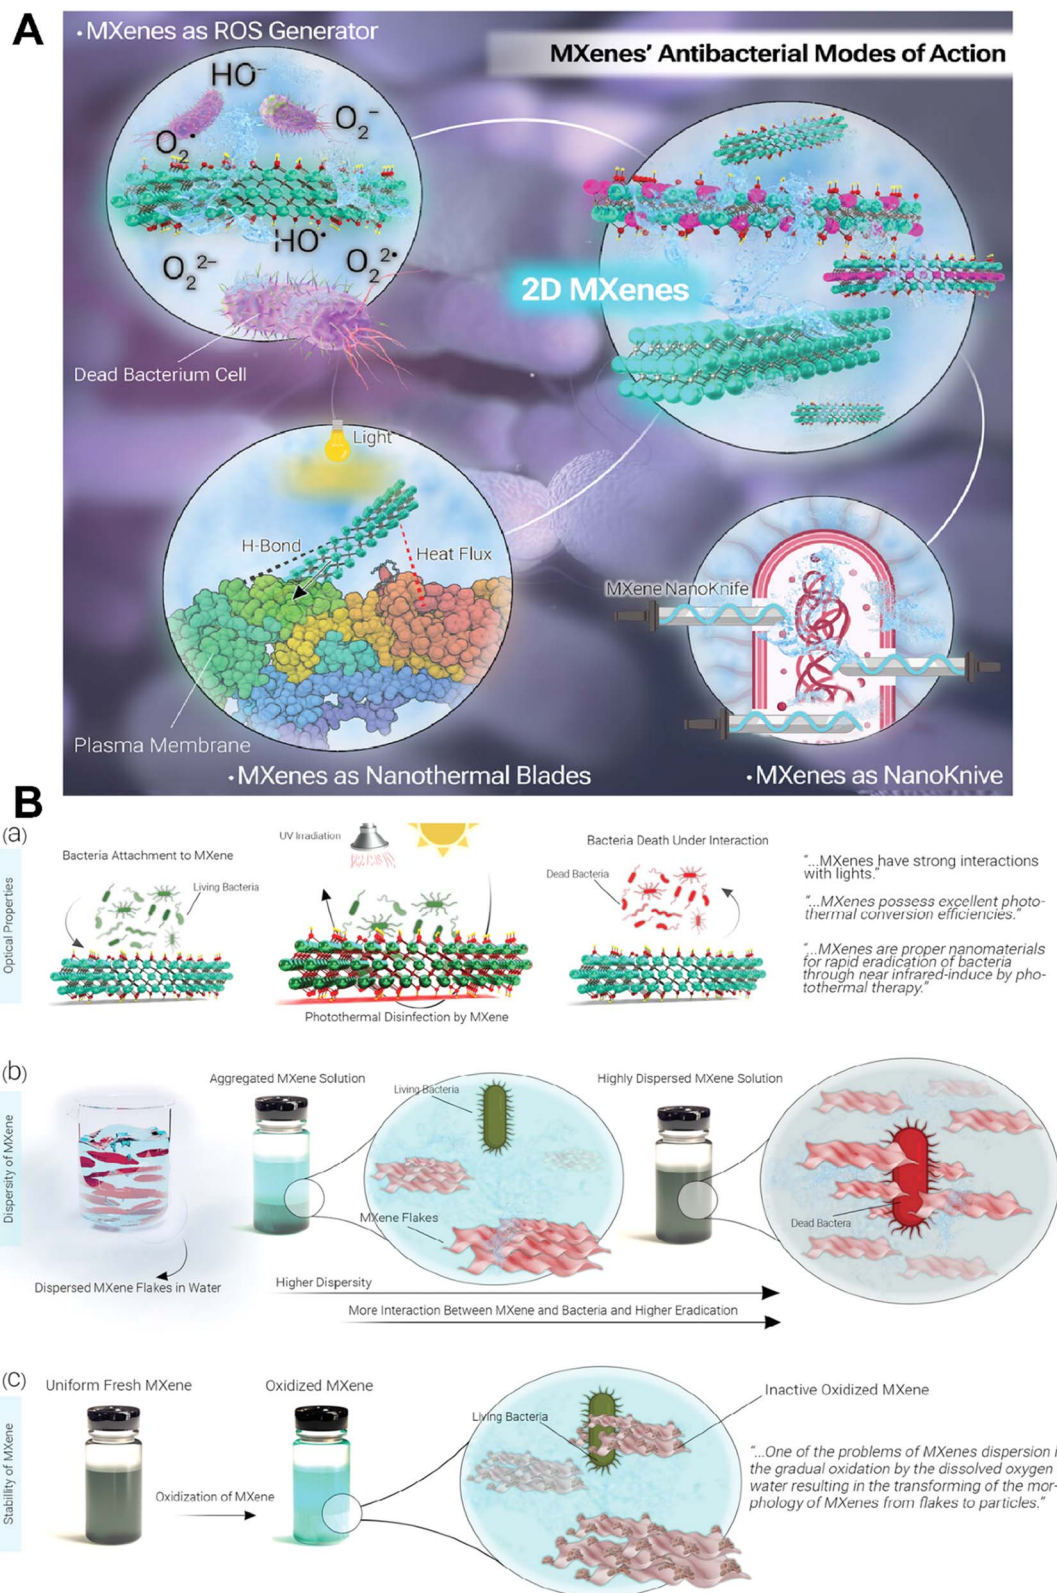 A
• MXenes as ROS Generator
MXenes' Antibacterial Modes of Action
HO⁻
O₂⁻
O₂•
HO•
O₂²⁻
O₂²•
2D MXenes
Dead Bacterium Cell
Light
H-Bond
Heat Flux
MXene NanoKnife
Plasma Membrane
• MXenes as Nanothermal Blades
• MXenes as NanoKnive
B
(a)
Optical Properties
Bacteria Attachment to MXene
Living Bacteria
UV Irradiation
Photothermal Disinfection by MXene
Bacteria Death Under Interaction
Dead Bacteria
"...MXenes have strong interactions
with lights."
"...MXenes possess excellent photo-
thermal conversion efficiencies."
"...MXenes are proper nanomaterials
for rapid eradication of bacteria
through near infrared-induce by pho-
tothermal therapy."
(b)
Dispersity of MXene
Dispersed MXene Flakes in Water
Aggregated MXene Solution
Living Bacteria
MXene Flakes
Highly Dispersed MXene Solution
Dead Bactera
Higher Dispersity
More Interaction Between MXene and Bacteria and Higher Eradication
(c)
Stability of MXene
Uniform Fresh MXene
Oxidized MXene
Oxidization of MXene
Living Bacteria
Inactive Oxidized MXene
"...One of the problems of MXenes dispersion i
the gradual oxidation by the dissolved oxygen
water resulting in the transforming of the mor-
phology of MXenes from flakes to particles."